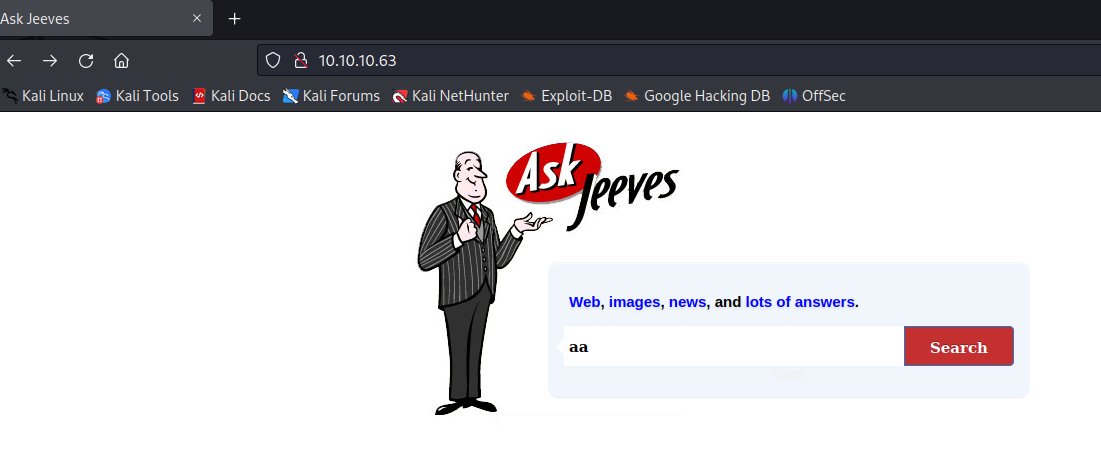 Ask Jeeves
10.10.10.63
Kali Linux Kali Tools Kali Docs Kali Forums Kali NetHunter Exploit-DB Google Hacking DB OffSec
Ask
Jeeves
Web, images, news, and lots of answers.
aa Search